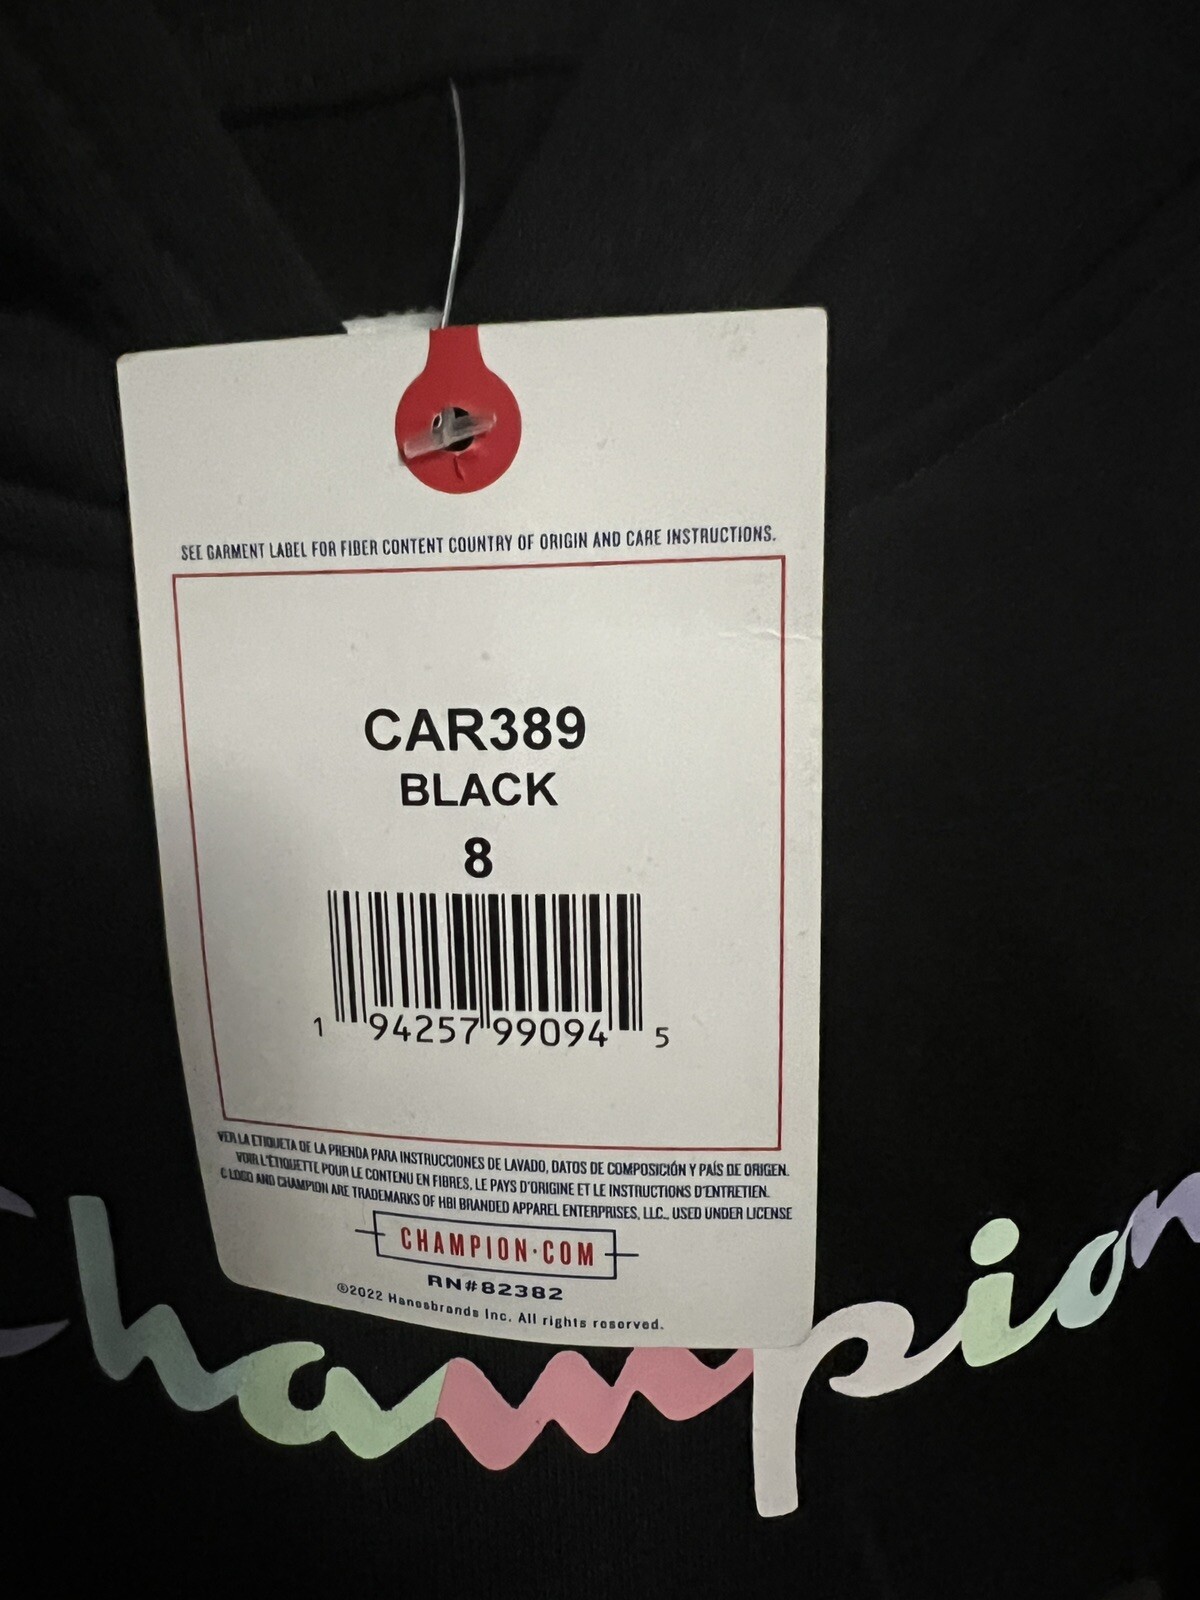 SEE GARMENT LABEL FOR FIBER CONTENT COUNTRY OF ORIGIN AND CARE INSTRUCTIONS.
CAR389
BLACK
8
1 94257 99094 5
VER LA ETIQUETA DE LA PRENDA PARA INSTRUCCIONES DE LAVADO, DATOS DE COMPOSICIÓN Y PAÍS DE ORIGEN.
VOIR L'ÉTIQUETTE POUR LE CONTENU EN FIBRES, LE PAYS D'ORIGINE ET LE INSTRUCTIONS D'ENTRETIEN.
C LOGO AND CHAMPION ARE TRADEMARKS OF HBI BRANDED APPAREL ENTERPRISES, LLC., USED UNDER LICENSE
CHAMPION·COM
RN#82382
©2022 Hanesbrands Inc. All rights reserved.
Champion